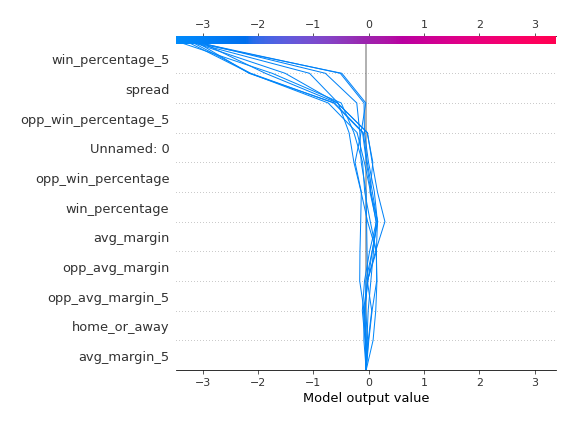 −3 −2 −1 0 1 2 3
win_percentage_5
spread
opp_win_percentage_5
Unnamed: 0
opp_win_percentage
win_percentage
avg_margin
opp_avg_margin
opp_avg_margin_5
home_or_away
avg_margin_5
−3 −2 −1 0 1 2 3
Model output value